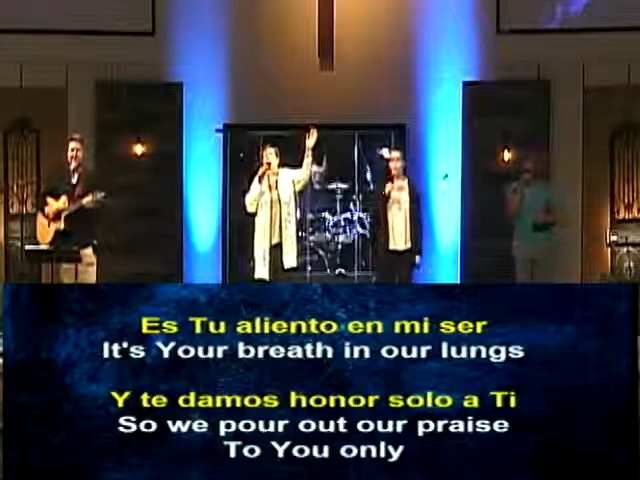 Es Tu aliento en mi ser
It's Your breath in our lungs
Y te damos honor solo a Ti
So we pour out our praise
To You only